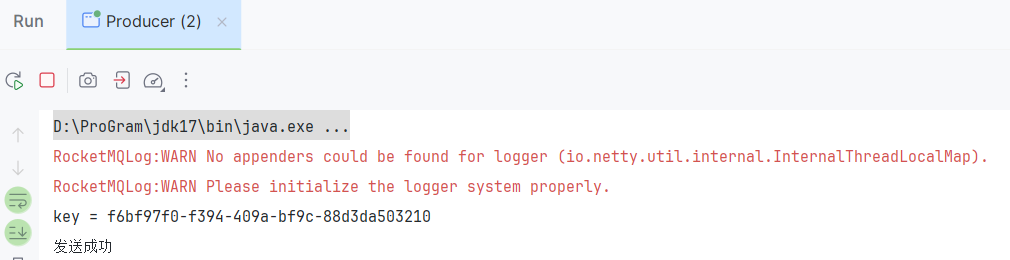 Run
Producer (2)
D:\ProGram\jdk17\bin\java.exe ...
RocketMQLog:WARN No appenders could be found for logger (io.netty.util.internal.InternalThreadLocalMap).
RocketMQLog:WARN Please initialize the logger system properly.
key = f6bf97f0-f394-409a-bf9c-88d3da503210
发送成功